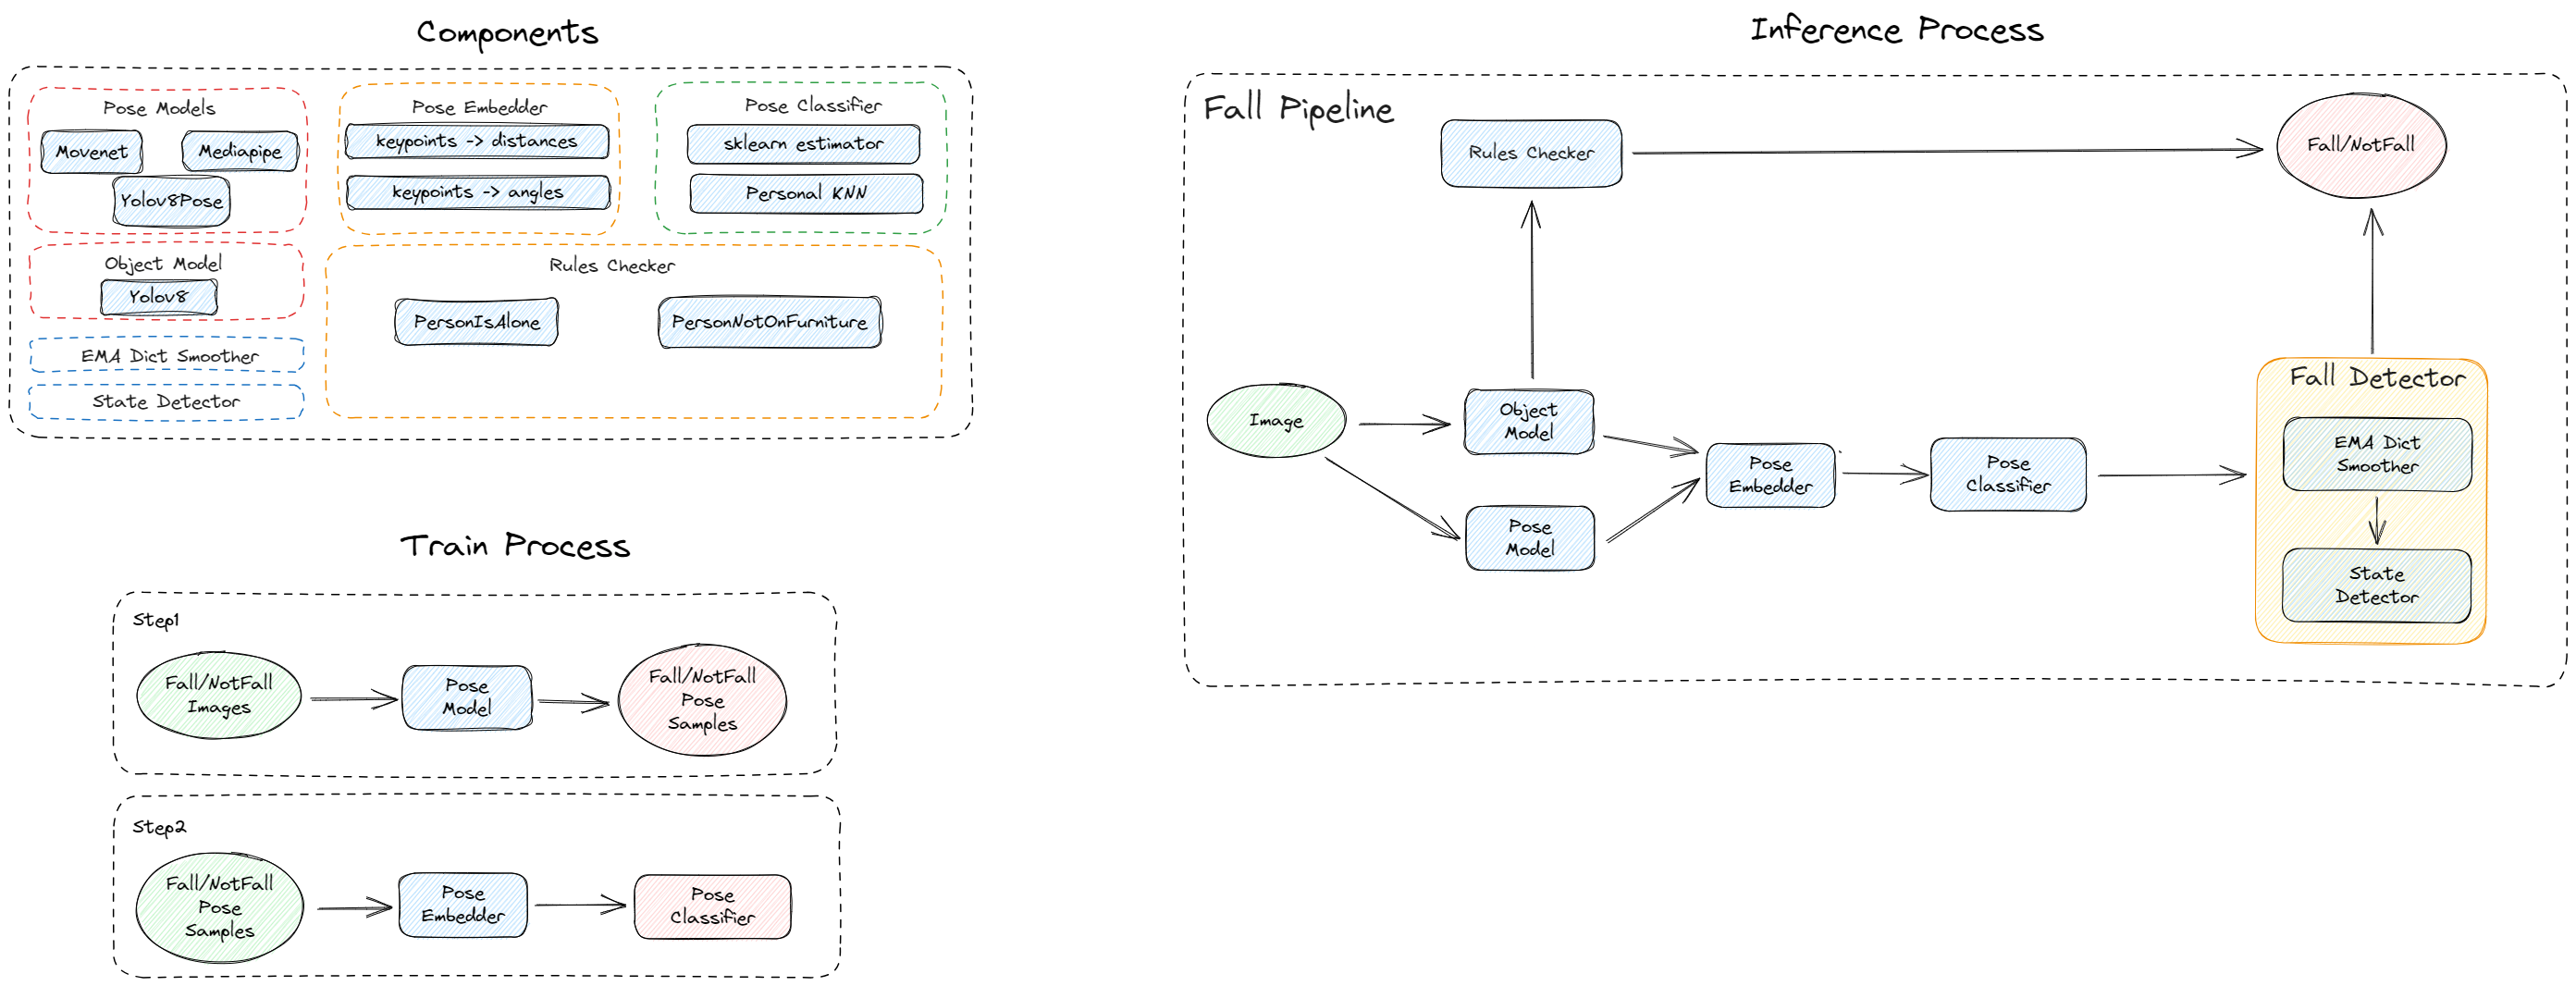 Components
Pose Models
Movenet
Mediapipe
Yolov8Pose
Pose Embedder
keypoints -> distances
keypoints -> angles
Pose Classifier
sklearn estimator
Personal KNN
Object Model
Yolov8
Rules Checker
PersonIsAlone
PersonNotOnFurniture
EMA Dict Smoother
State Detector
Train Process
Step1
Fall/NotFall
Images
Pose
Model
Fall/NotFall
Pose
Samples
Step2
Fall/NotFall
Pose
Samples
Pose
Embedder
Pose
Classifier
Inference Process
Fall Pipeline
Rules Checker
Fall/NotFall
Image
Object
Model
Pose
Model
Pose
Embedder
Pose
Classifier
Fall Detector
EMA Dict
Smoother
State
Detector